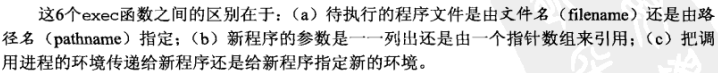 这6个exec函数之间的区别在于：（a）待执行的程序文件是由文件名（filename）还是由路
径名（pathname）指定；（b）新程序的参数是一一列出还是由一个指针数组来引用；（c）把调
用进程的环境传递给新程序还是给新程序指定新的环境。